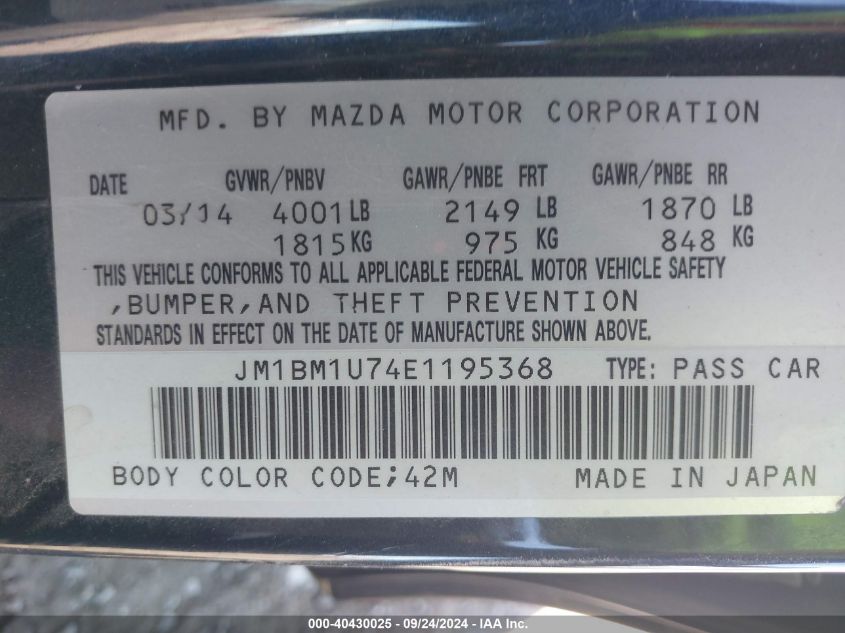 MFD. BY MAZDA MOTOR CORPORATION
DATE GVWR/PNBV GAWR/PNBE FRT GAWR/PNBE RR
03/14 4001 LB 2149 LB 1870 LB
1815 KG 975 KG 848 KG
THIS VEHICLE CONFORMS TO ALL APPLICABLE FEDERAL MOTOR VEHICLE SAFETY
,BUMPER,AND THEFT PREVENTION
STANDARDS IN EFFECT ON THE DATE OF MANUFACTURE SHOWN ABOVE.
JM1BM1U74E1195368 TYPE: PASS CAR
BODY COLOR CODE;42M MADE IN JAPAN
000-40430025 - 09/24/2024 - IAA Inc.